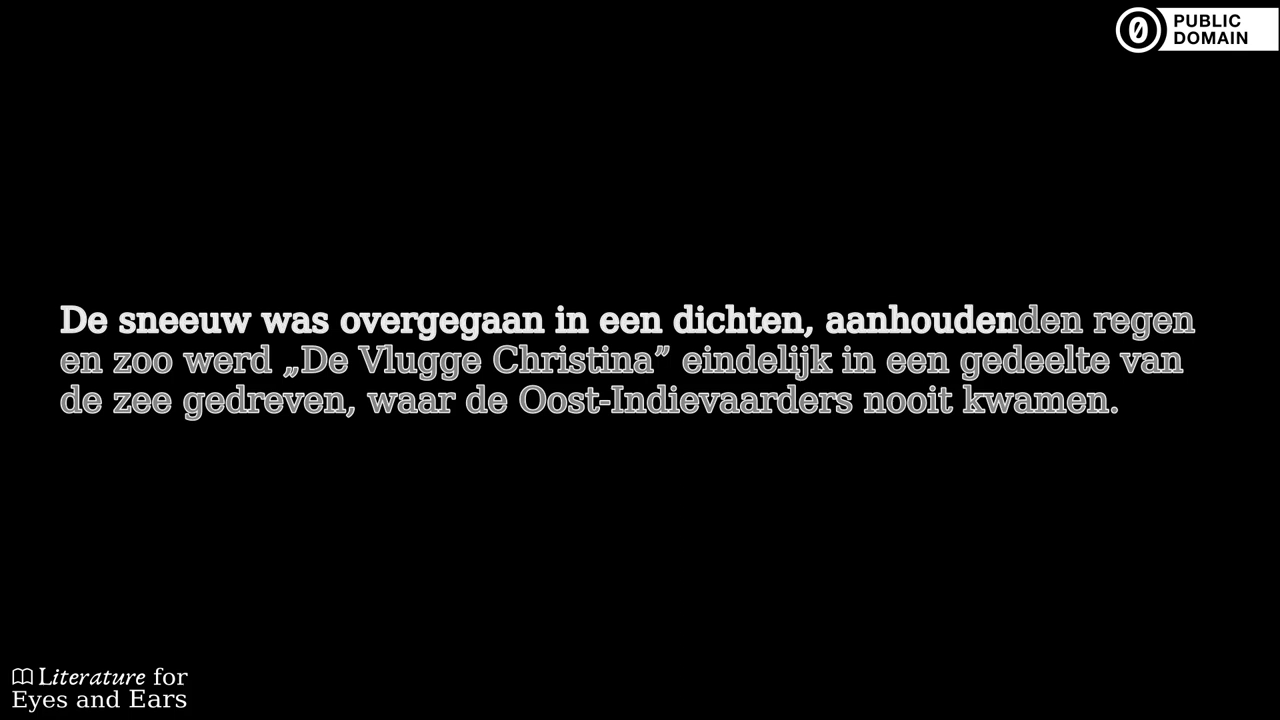 PUBLIC
DOMAIN
De sneeuw was overgegaan in een dichten, aanhoudenden regen
en zoo werd „De Vlugge Christina” eindelijk in een gedeelte van
de zee gedreven, waar de Oost-Indievaarders nooit kwamen.
Literature for
Eyes and Ears